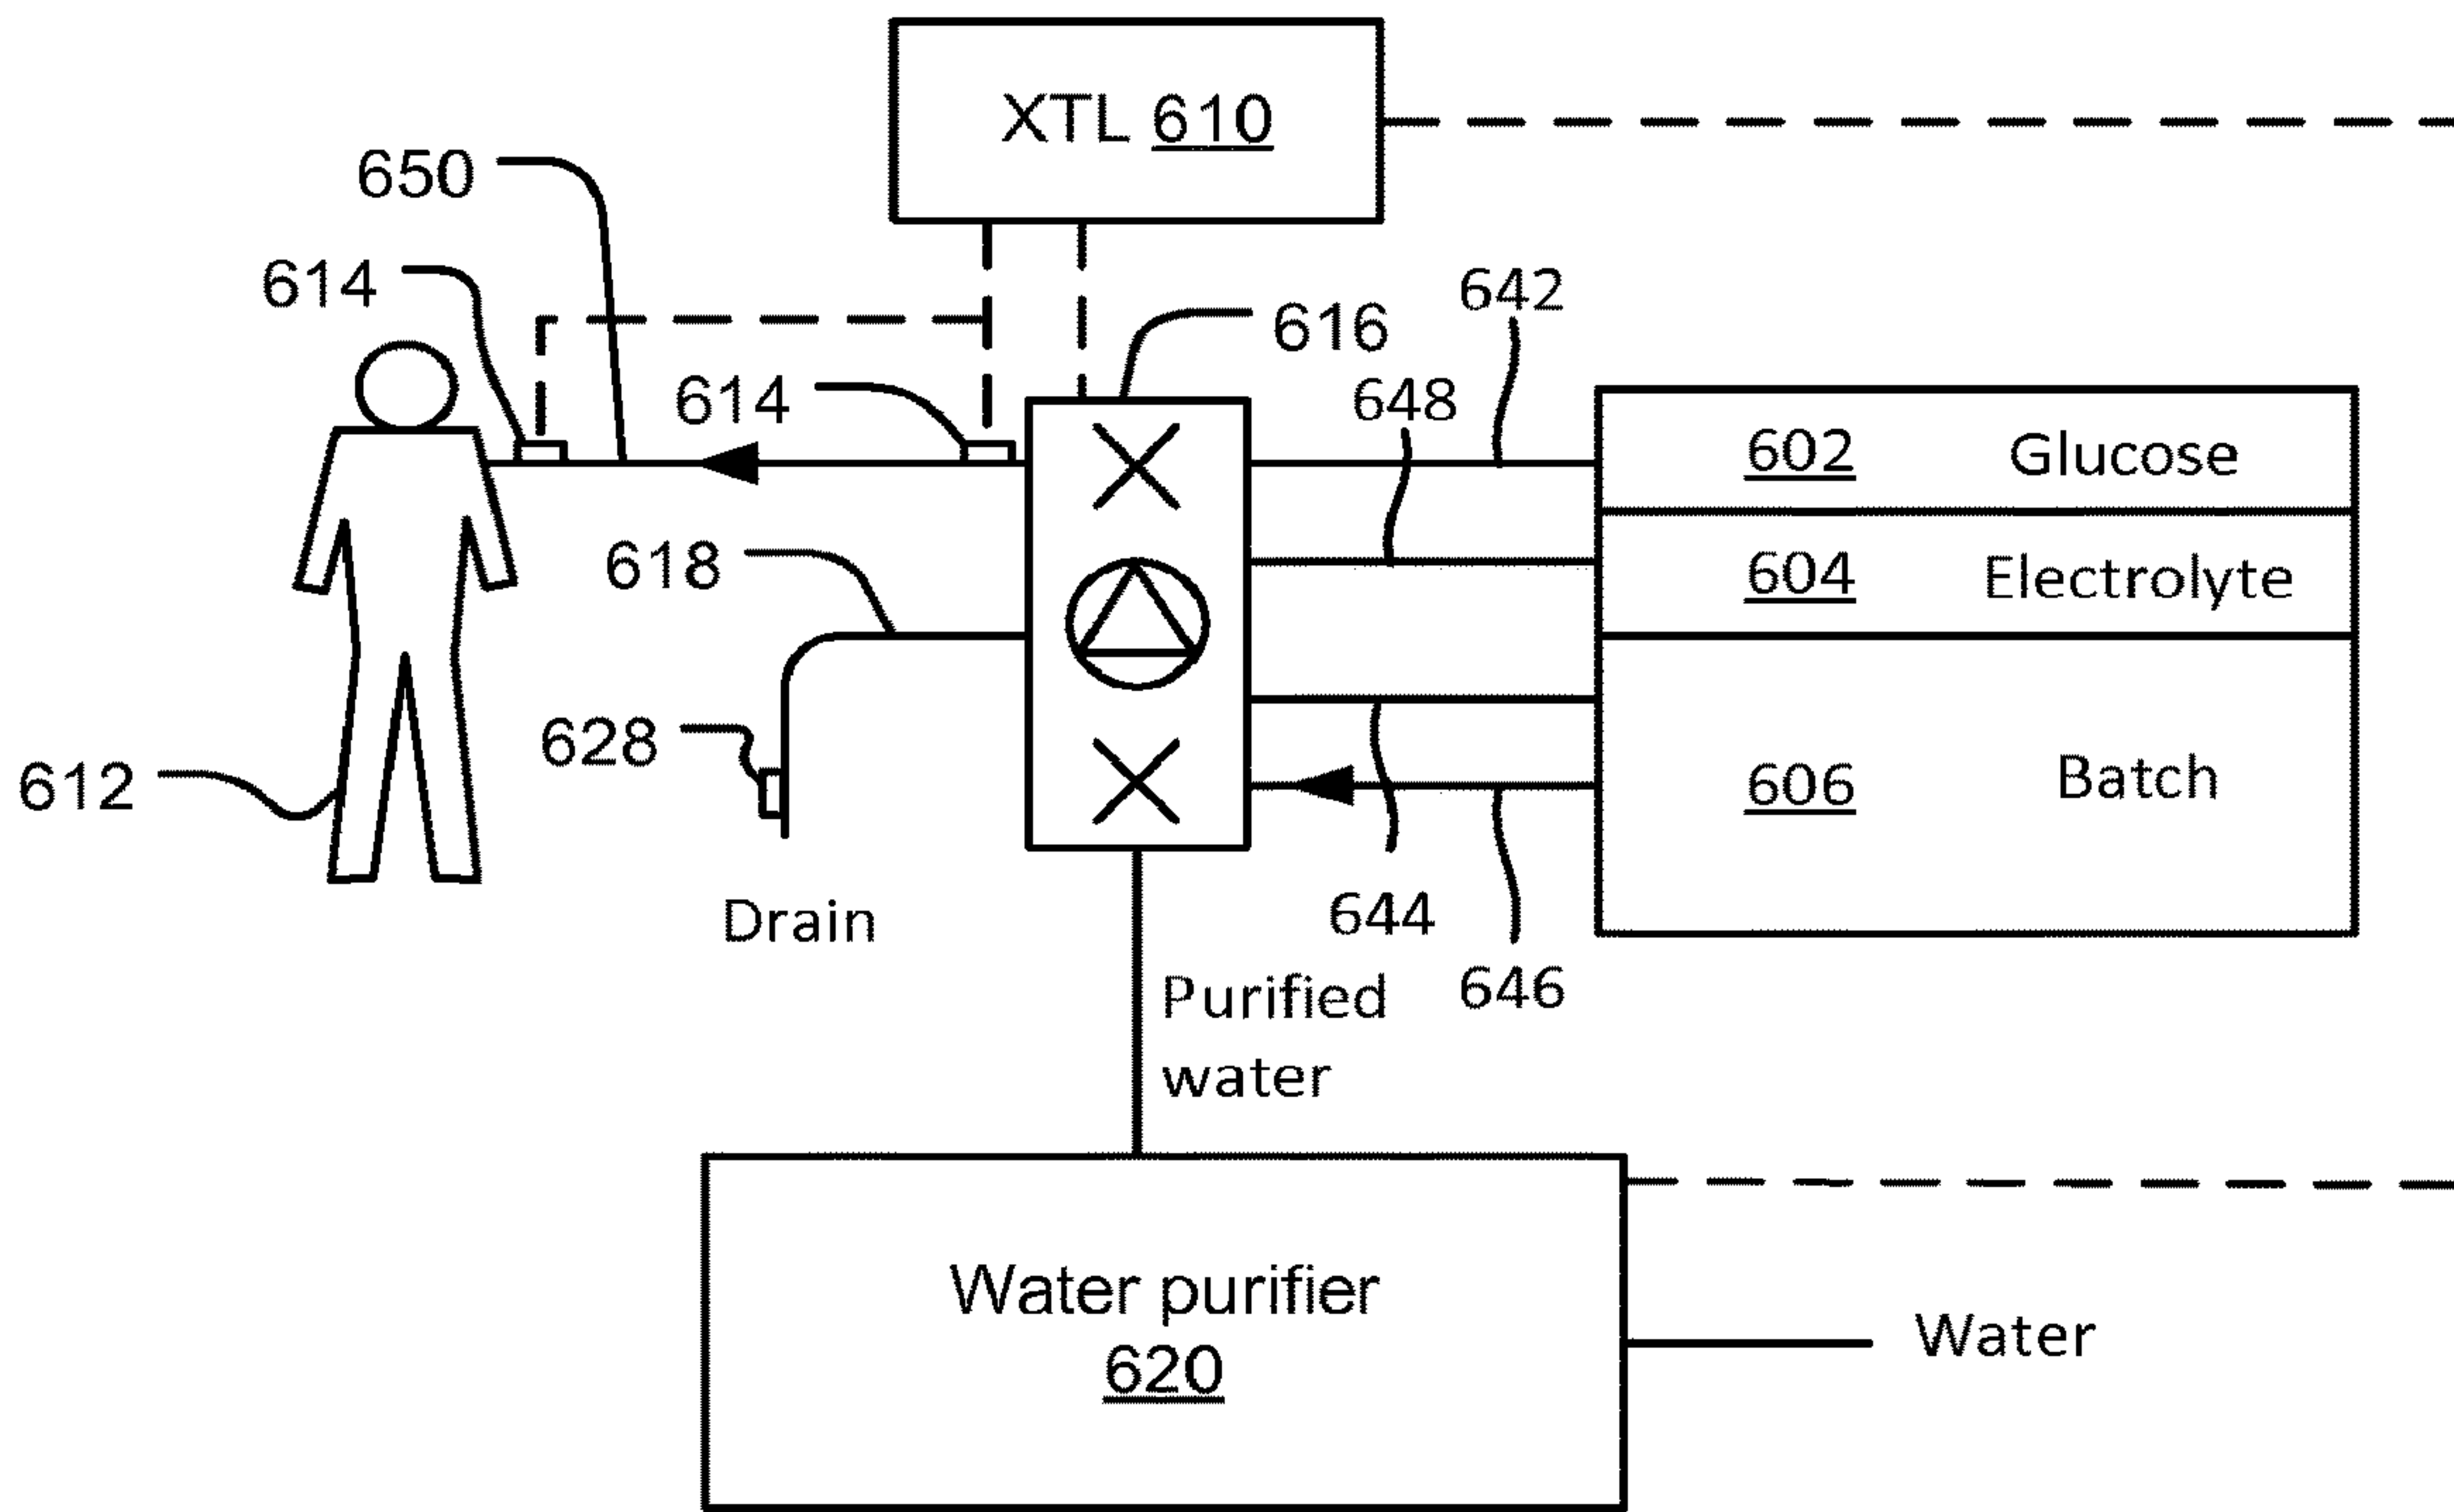 XTL 610
650
614
642
616
614
648
602 Glucose
618
604 Electrolyte
628
612
606 Batch
Drain
644
646
Purified
water
Water purifier
620
Water